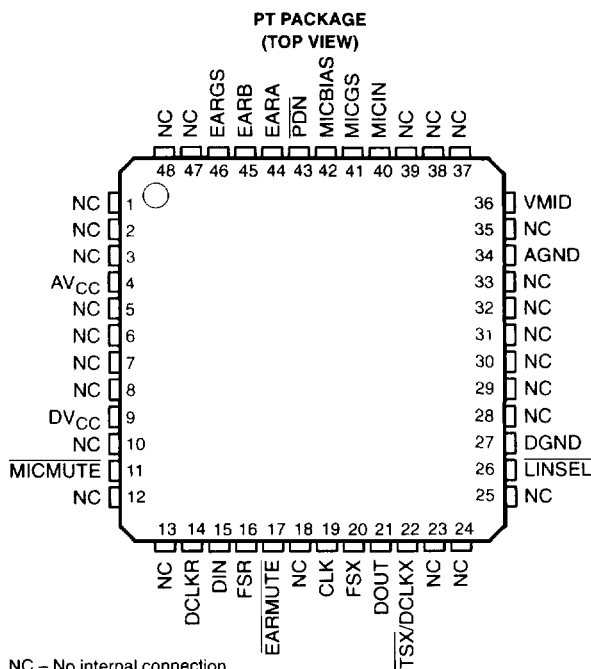 PT PACKAGE
(TOP VIEW)
NC NC EARGS EARB EARA PDN MICBIAS MICGS MICIN NC NC NC
48 47 46 45 44 43 42 41 40 39 38 37
NC 1 36 VMID
NC 2 35 NC
NC 3 34 AGND
AVCC 4 33 NC
NC 5 32 NC
NC 6 31 NC
NC 7 30 NC
NC 8 29 NC
DVCC 9 28 NC
NC 10 27 DGND
MICMUTE 11 26 LINSEL
NC 12 25 NC
13 14 15 16 17 18 19 20 21 22 23 24
NC DCLKR DIN FSR EARMUTE NC CLK FSX DOUT TSX/DCLKX NC NC
NC – No internal connection